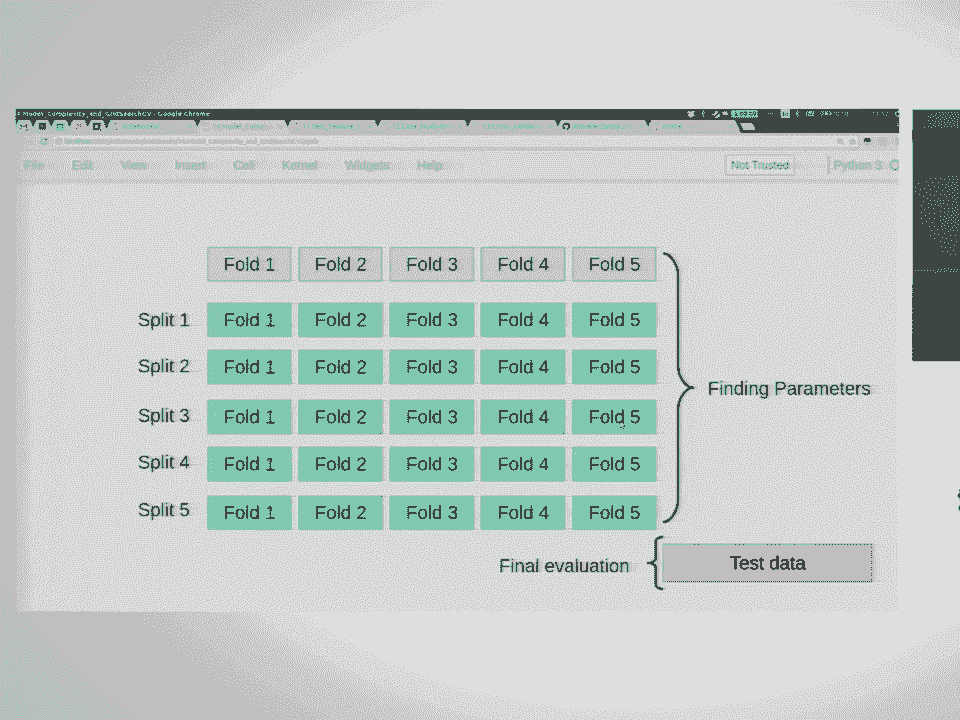 Model_Complexity_and_GridSearchCV - Google Chrome
File Edit View Insert Cell Kernel Widgets Help Not Trusted Python 3
Fold 1 Fold 2 Fold 3 Fold 4 Fold 5
Split 1 Fold 1 Fold 2 Fold 3 Fold 4 Fold 5
Split 2 Fold 1 Fold 2 Fold 3 Fold 4 Fold 5
Finding Parameters
Split 3 Fold 1 Fold 2 Fold 3 Fold 4 Fold 5
Split 4 Fold 1 Fold 2 Fold 3 Fold 4 Fold 5
Split 5 Fold 1 Fold 2 Fold 3 Fold 4 Fold 5
Final evaluation Test data